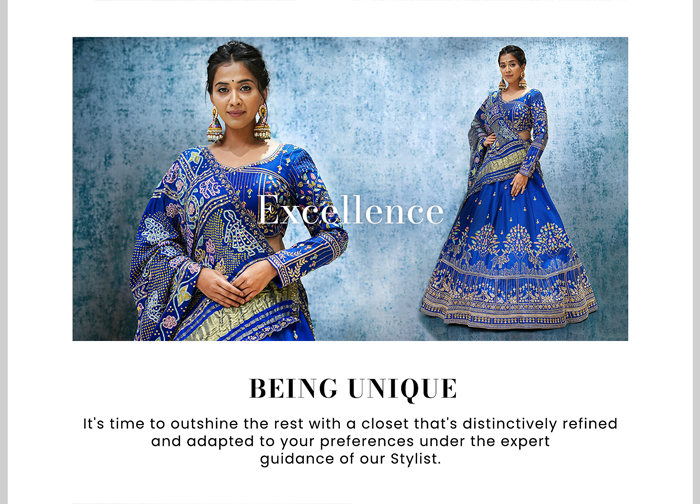 Excellence
BEING UNIQUE
It's time to outshine the rest with a closet that's distinctively refined
and adapted to your preferences under the expert
guidance of our Stylist.